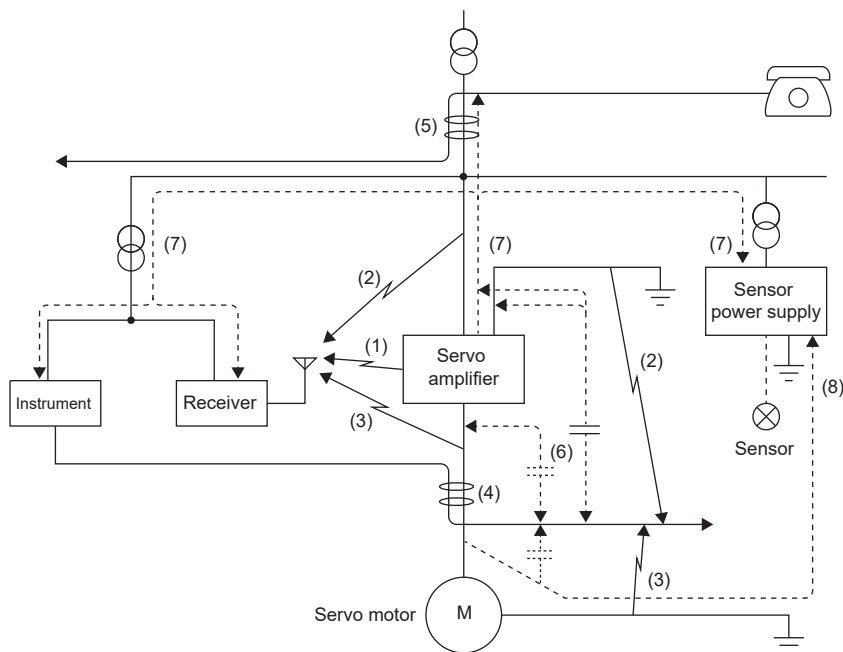 (5)
(7)
(7)
(7)
(2)
Sensor
power supply
(1)
Servo
amplifier
(2)
Instrument
Receiver
(3)
(8)
(6)
Sensor
(4)
(3)
Servo motor
M